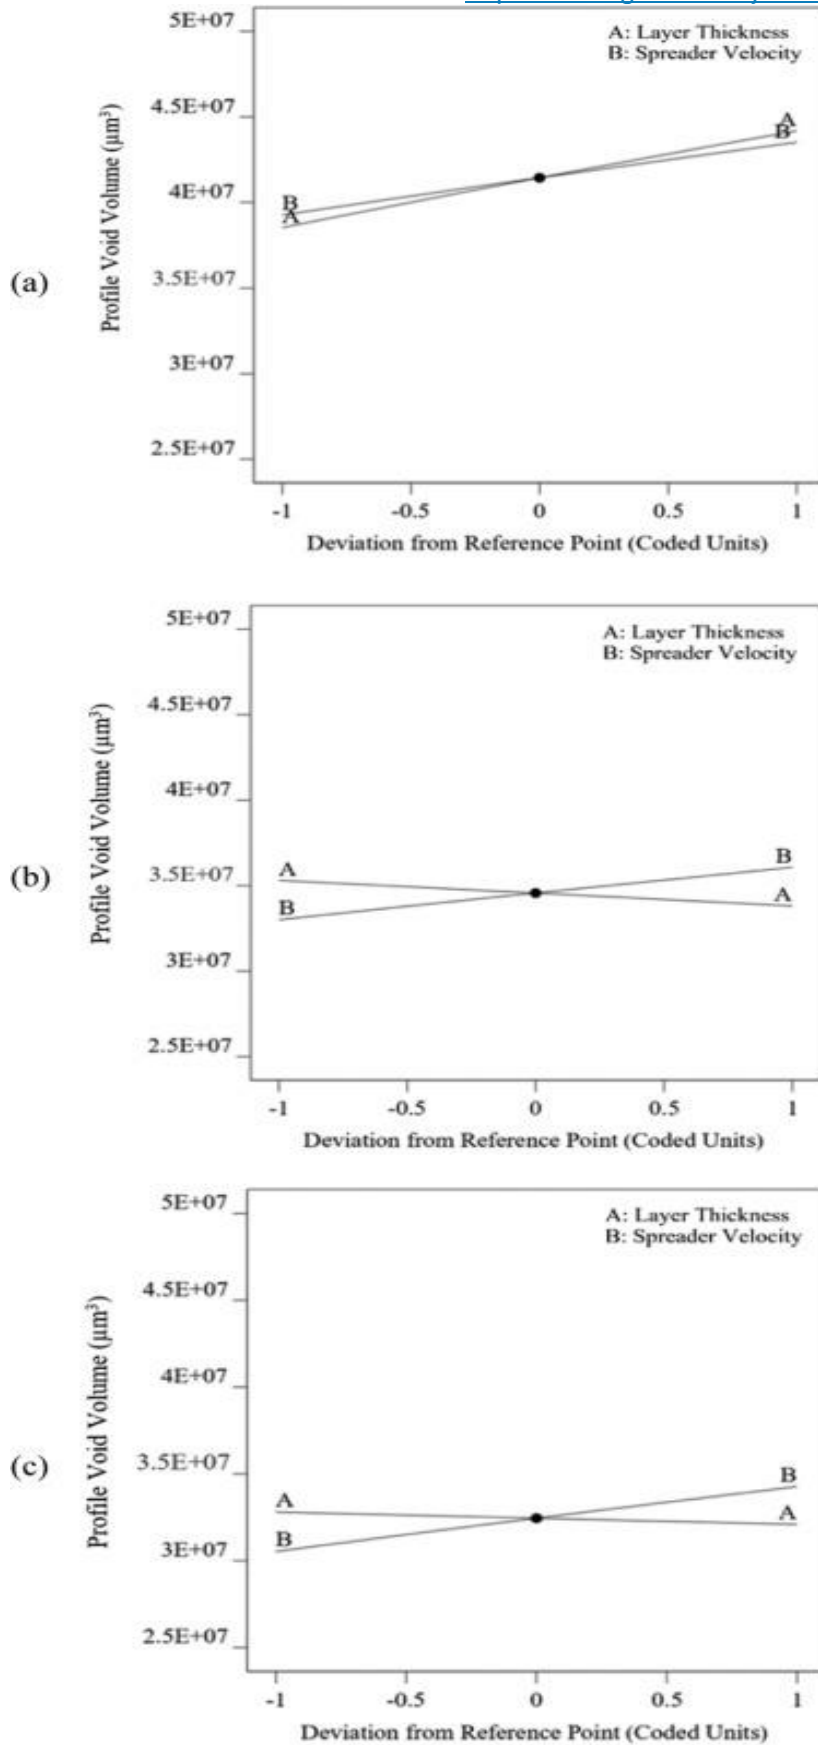 A: Layer Thickness
B: Spreader Velocity
5E+07
4.5E+07
4E+07
3.5E+07
3E+07
2.5E+07
Profile Void Volume (μm³)
(a)
A
B
B
A
-1
-0.5
0
0.5
1
Deviation from Reference Point (Coded Units)
A: Layer Thickness
B: Spreader Velocity
5E+07
4.5E+07
4E+07
3.5E+07
3E+07
2.5E+07
Profile Void Volume (μm³)
(b)
A
B
B
A
-1
-0.5
0
0.5
1
Deviation from Reference Point (Coded Units)
A: Layer Thickness
B: Spreader Velocity
5E+07
4.5E+07
4E+07
3.5E+07
3E+07
2.5E+07
Profile Void Volume (μm³)
(c)
A
B
B
A
-1
-0.5
0
0.5
1
Deviation from Reference Point (Coded Units)